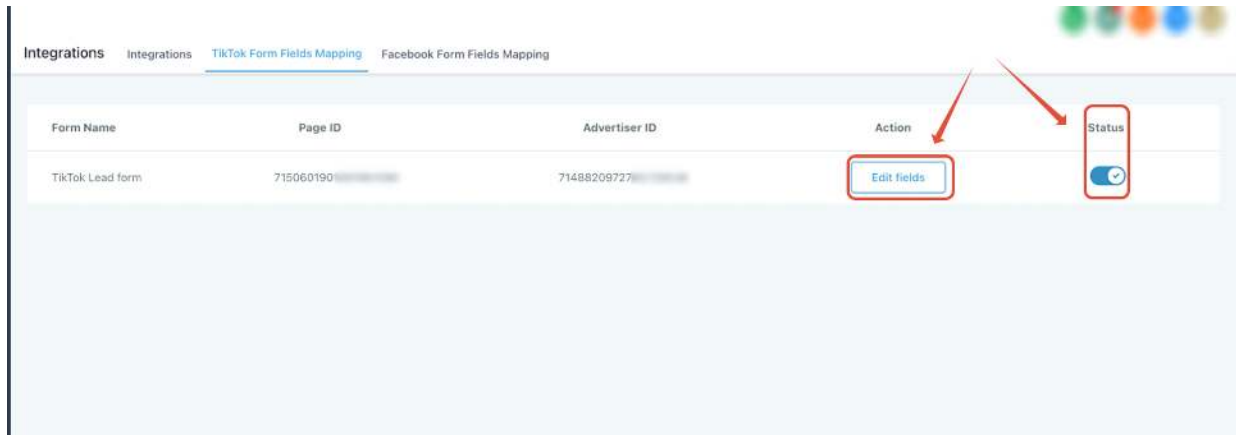 Integrations Integrations TikTok Form Fields Mapping Facebook Form Fields Mapping
Form Name Page ID Advertiser ID Action Status
TikTok Lead form 715060190 71488209727 Edit fields